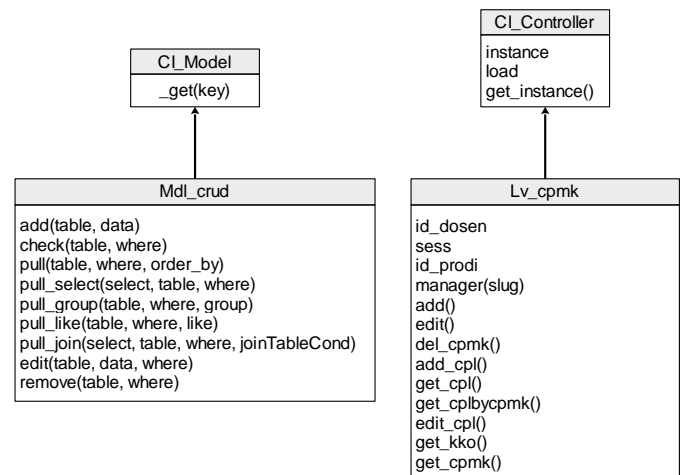 CI_Model
_get(key)
Mdl_crud
add(table, data)
check(table, where)
pull(table, where, order_by)
pull_select(select, table, where)
pull_group(table, where, group)
pull_like(table, where, like)
pull_join(select, table, where, joinTableCond)
edit(table, data, where)
remove(table, where)
CI_Controller
instance
load
get_instance()
Lv_cpmk
id_dosen
sess
id_prodi
manager(slug)
add()
edit()
del_cpmk()
add_cpl()
get_cpl()
get_cplbycpmk()
edit_cpl()
get_kko()
get_cpmk()